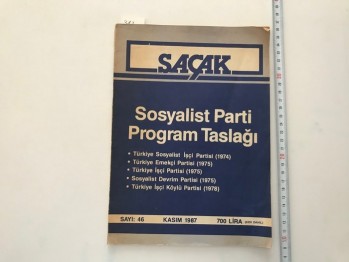 SAÇAK
Sosyalist Parti
Program Taslağı
• Türkiye Sosyalist İşçi Partisi (1974)
• Türkiye Emekçi Partisi (1975)
• Türkiye İşçi Partisi (1975)
• Sosyalist Devrim Partisi (1975)
• Türkiye İşçi Köylü Partisi (1978)
SAYI: 46 KASIM 1987 700 LİRA